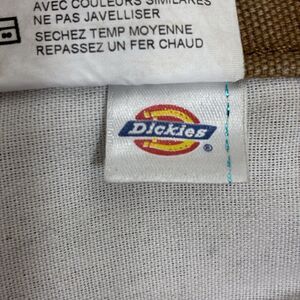 AVEC COULEURS SIMILAIRES
NE PAS JAVELLISER
SECHEZ TEMP MOYENNE
REPASSEZ UN FER CHAUD
Dickies®